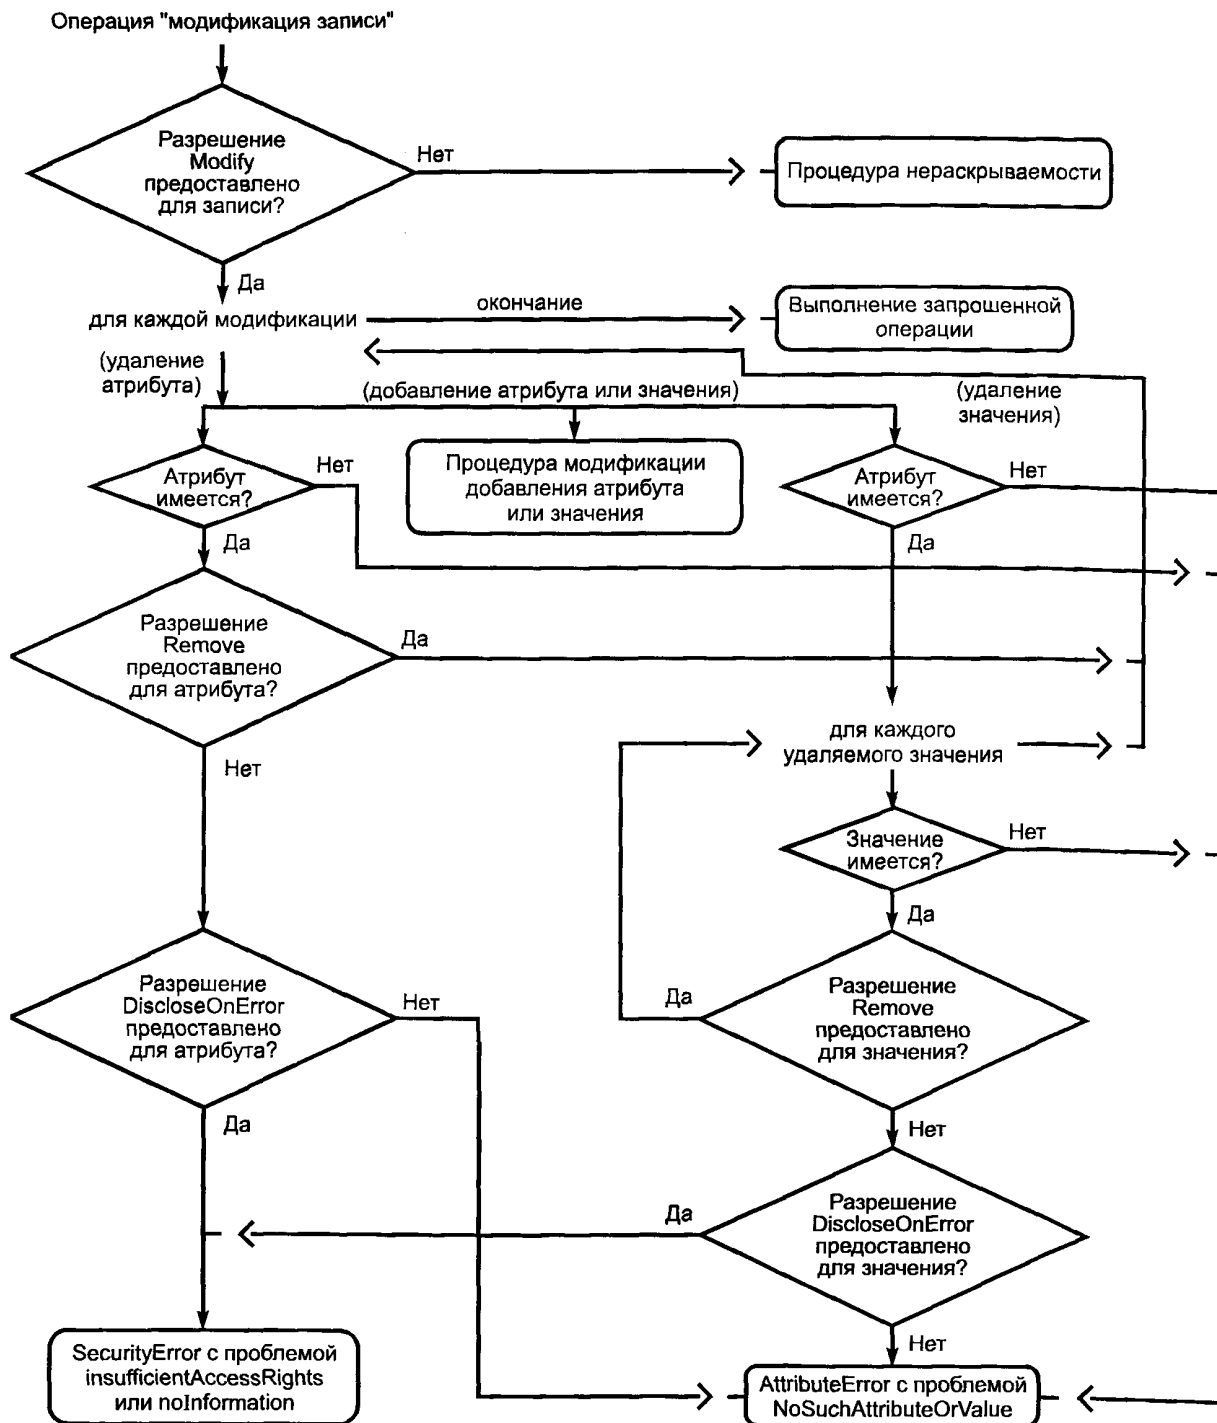 Операция "модификация записи"
Разрешение
Modify
предоставлено
для записи?
Нет
Процедура нераскрываемости
Да
для каждой модификации
окончание
Выполнение запрошенной
операции
(удаление
атрибута)
(добавление атрибута или значения)
(удаление
значения)
Атрибут
имеется?
Нет
Процедура модификации
добавления атрибута
или значения
Атрибут
имеется?
Нет
Да
Да
Разрешение
Remove
предоставлено
для атрибута?
Да
Нет
для каждого
удаляемого значения
Значение
имеется?
Нет
Да
Разрешение
DiscloseOnError
предоставлено
для атрибута?
Нет
Да
Разрешение
Remove
предоставлено
для значения?
Да
Нет
Разрешение
DiscloseOnError
предоставлено
для значения?
Да
Нет
SecurityError с проблемой
insufficientAccessRights
или noInformation
AttributeError с проблемой
NoSuchAttributeOrValue